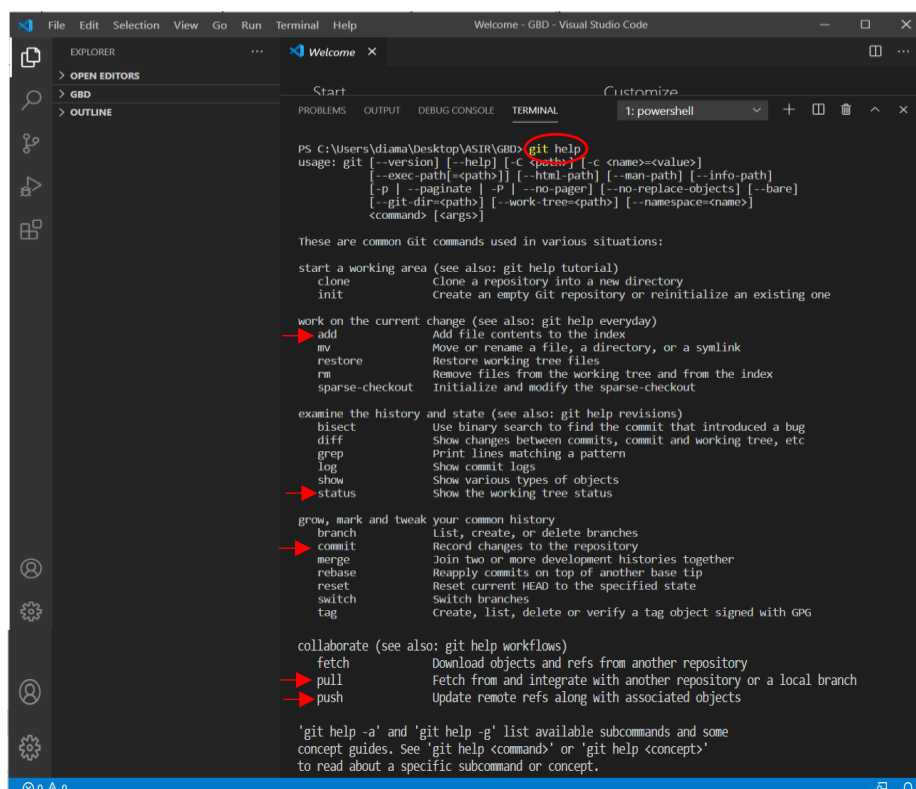 File Edit Selection View Go Run Terminal Help Welcome - GBD - Visual Studio Code
EXPLORER ...
Welcome
OPEN EDITORS
GBD
OUTLINE
Start Customize
PROBLEMS OUTPUT DEBUG CONSOLE TERMINAL 1: powershell
PS C:\Users\diama\Desktop\ASIR\GBD> git help
usage: git [--version] [--help] [-C <path>] [-c <name>=<value>]
[--exec-path[=<path>]] [--html-path] [--man-path] [--info-path]
[-p | --paginate | -P | --no-pager] [--no-replace-objects] [--bare]
[--git-dir=<path>] [--work-tree=<path>] [--namespace=<name>]
<command> [<args>]
These are common Git commands used in various situations:
start a working area (see also: git help tutorial)
clone Clone a repository into a new directory
init Create an empty Git repository or reinitialize an existing one
work on the current change (see also: git help everyday)
add Add file contents to the index
mv Move or rename a file, a directory, or a symlink
restore Restore working tree files
rm Remove files from the working tree and from the index
sparse-checkout Initialize and modify the sparse-checkout
examine the history and state (see also: git help revisions)
bisect Use binary search to find the commit that introduced a bug
diff Show changes between commits, commit and working tree, etc
grep Print lines matching a pattern
log Show commit logs
show Show various types of objects
status Show the working tree status
grow, mark and tweak your common history
branch List, create, or delete branches
commit Record changes to the repository
merge Join two or more development histories together
rebase Reapply commits on top of another base tip
reset Reset current HEAD to the specified state
switch Switch branches
tag Create, list, delete or verify a tag object signed with GPG
collaborate (see also: git help workflows)
fetch Download objects and refs from another repository
pull Fetch from and integrate with another repository or a local branch
push Update remote refs along with associated objects
'git help -a' and 'git help -g' list available subcommands and some
concept guides. See 'git help <command>' or 'git help <concept>'
to read about a specific subcommand or concept.
0 0